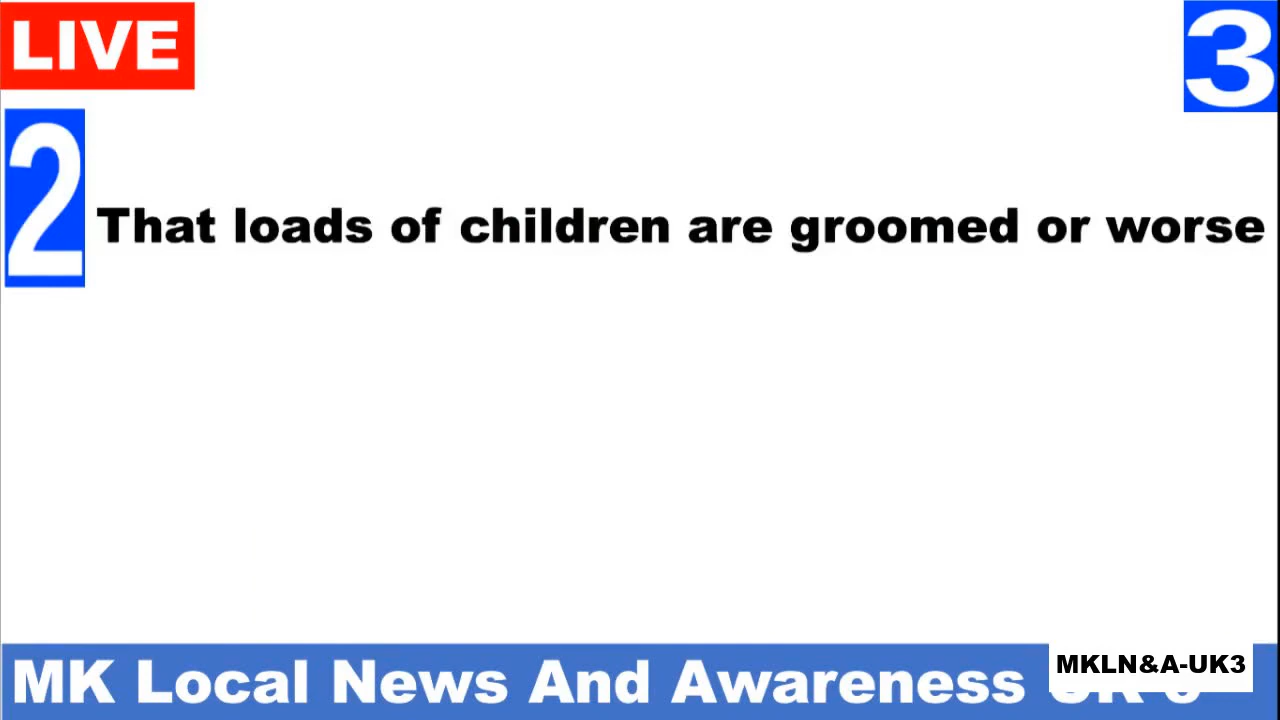 LIVE
3
2
That loads of children are groomed or worse
MK Local News And Awareness
MKLN&A-UK3